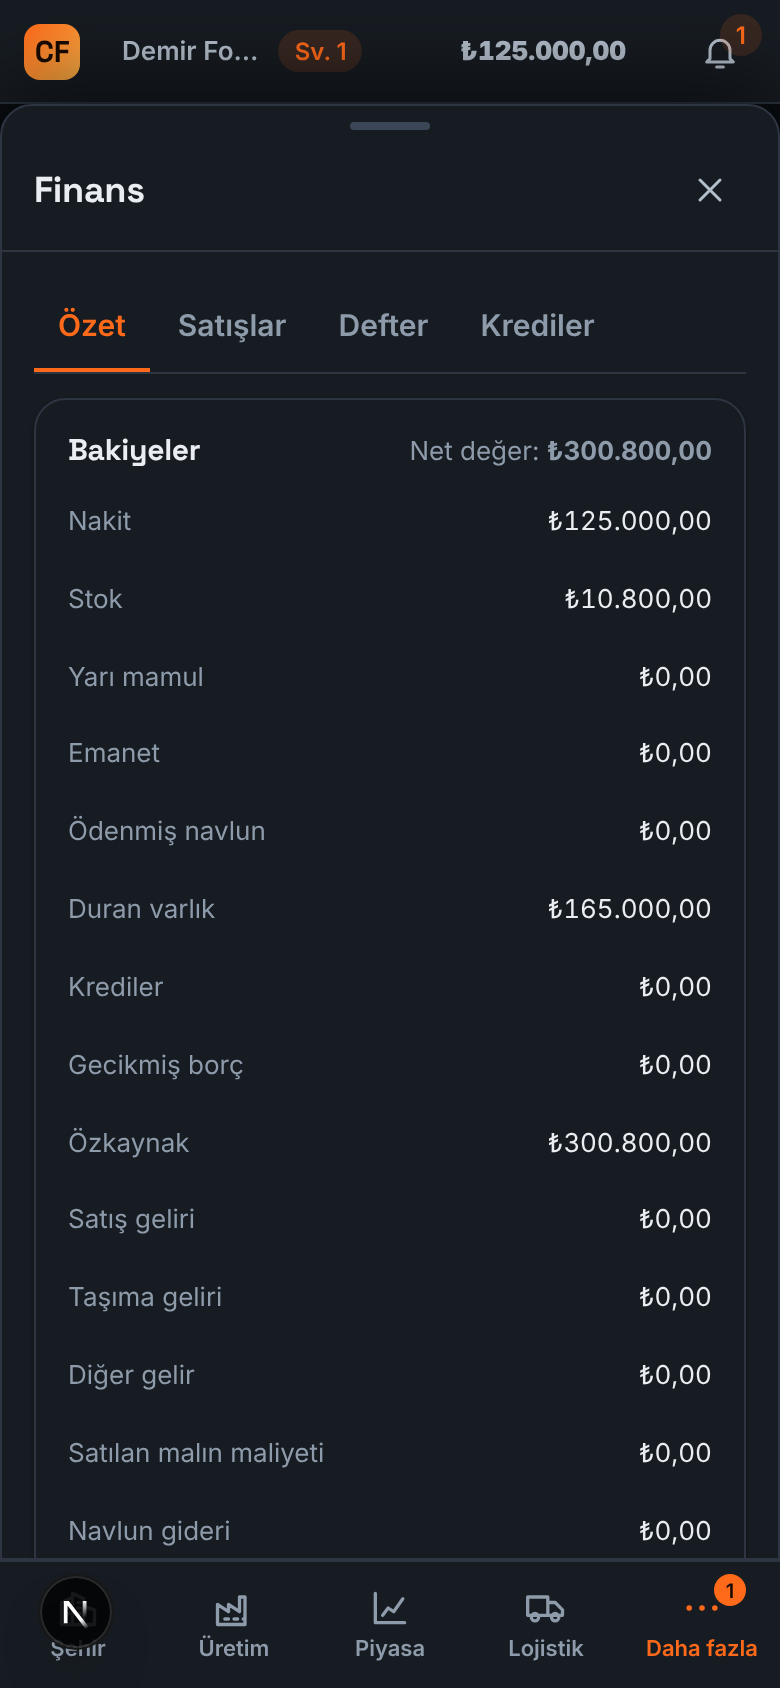 CF Demir Fo... Sv. 1 ₺125.000,00 1
Finans
Özet Satışlar Defter Krediler
Bakiyeler Net değer: ₺300.800,00
Nakit ₺125.000,00
Stok ₺10.800,00
Yarı mamul ₺0,00
Emanet ₺0,00
Ödenmiş navlun ₺0,00
Duran varlık ₺165.000,00
Krediler ₺0,00
Gecikmiş borç ₺0,00
Özkaynak ₺300.800,00
Satış geliri ₺0,00
Taşıma geliri ₺0,00
Diğer gelir ₺0,00
Satılan malın maliyeti ₺0,00
Navlun gideri ₺0,00
N 1
Şehir Üretim Piyasa Lojistik Daha fazla